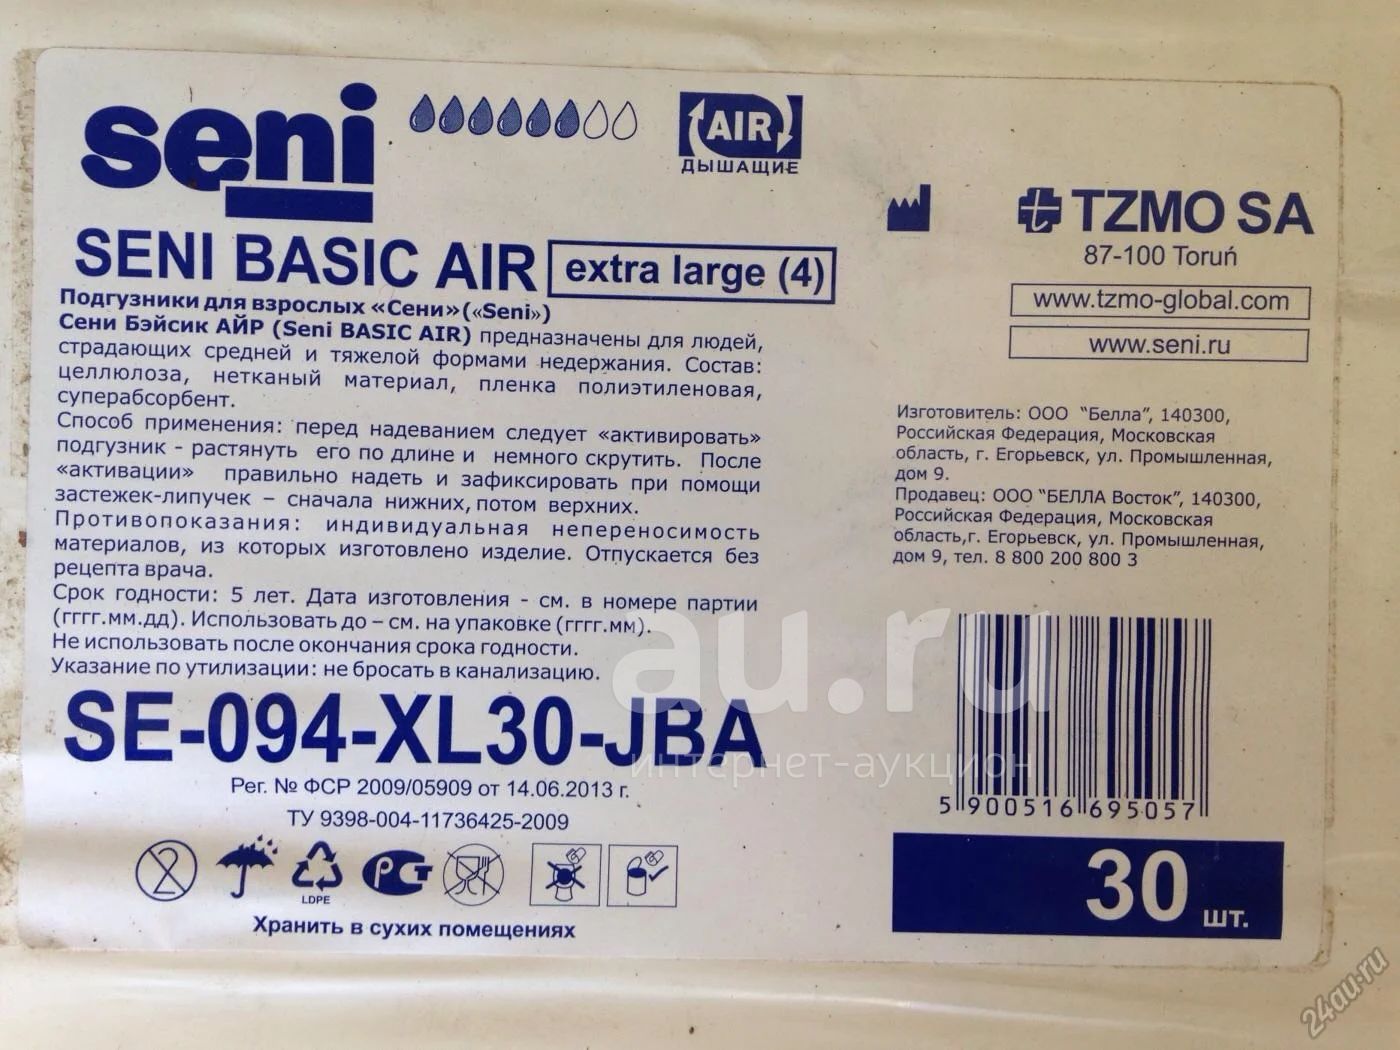 seni
AIR
ДЫШАЩИЕ
TZMO SA
87-100 Toruń
www.tzmo-global.com
www.seni.ru
SENI BASIC AIR extra large (4)
Подгузники для взрослых «Сени»(«Seni»)
Сени Бэйсик АЙР (Seni BASIC AIR) предназначены для людей,
страдающих средней и тяжелой формами недержания. Состав:
целлюлоза, нетканый материал, пленка полиэтиленовая,
суперабсорбент.
Способ применения: перед надеванием следует «активировать»
подгузник - растянуть его по длине и немного скрутить. После
«активации» правильно надеть и зафиксировать при помощи
застежек-липучек – сначала нижних, потом верхних.
Противопоказания: индивидуальная непереносимость
материалов, из которых изготовлено изделие. Отпускается без
рецепта врача.
Срок годности: 5 лет. Дата изготовления - см. в номере партии
(гггг.мм.дд). Использовать до – см. на упаковке (гггг.мм).
Не использовать после окончания срока годности.
Указание по утилизации: не бросать в канализацию.
Изготовитель: ООО "Белла", 140300,
Российская Федерация, Московская
область, г. Егорьевск, ул. Промышленная,
дом 9.
Продавец: ООО "БЕЛЛА Восток", 140300,
Российская Федерация, Московская
область,г. Егорьевск, ул. Промышленная,
дом 9, тел. 8 800 200 800 3
SE-094-XL30-JBA
Рег. № ФСР 2009/05909 от 14.06.2013 г.
ТУ 9398-004-11736425-2009
2
LDPE
РСТ
Хранить в сухих помещениях
5 900516 695057
30 шт.
au.ru
интернет-аукцион
24au.ru